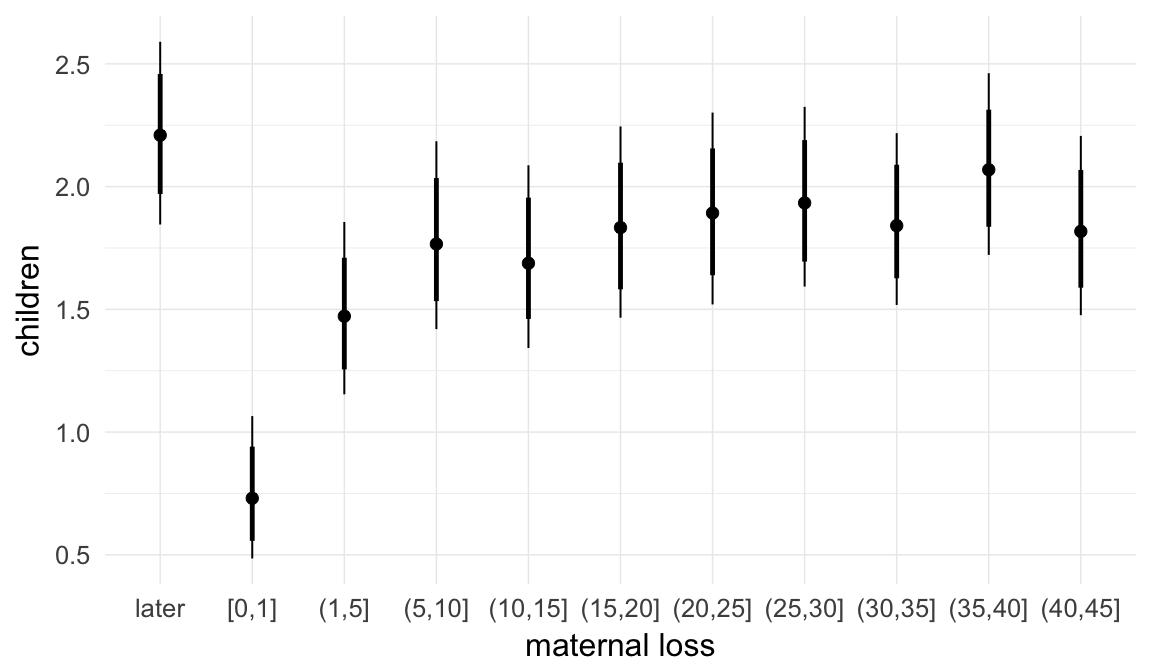 children
2.5
2.0
1.5
1.0
0.5
later [0,1] (1,5] (5,10] (10,15] (15,20] (20,25] (25,30] (30,35] (35,40] (40,45]
maternal loss